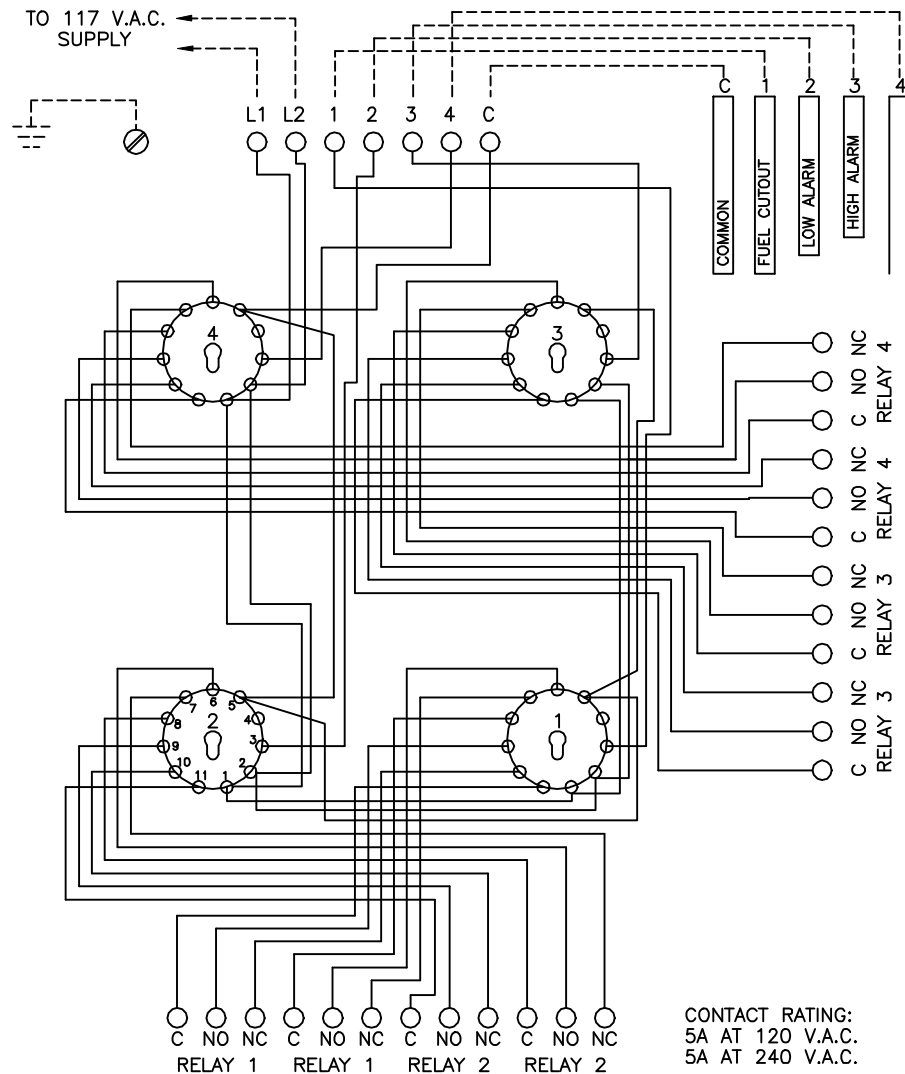 TO 117 V.A.C.
SUPPLY
L1 L2 1 2 3 4 C
C 1 2 3 4
COMMON
FUEL CUTOUT
LOW ALARM
HIGH ALARM
4
3
NC
NO
C
RELAY 4
NC
NO
C
RELAY 4
NC
NO
C
RELAY 3
NC
NO
C
RELAY 3
2
6
7
5
8
4
9
3
10
2
11
1
1
C NO NC C NO NC C NO NC C NO NC
RELAY 1 RELAY 1 RELAY 2 RELAY 2
CONTACT RATING:
5A AT 120 V.A.C.
5A AT 240 V.A.C.